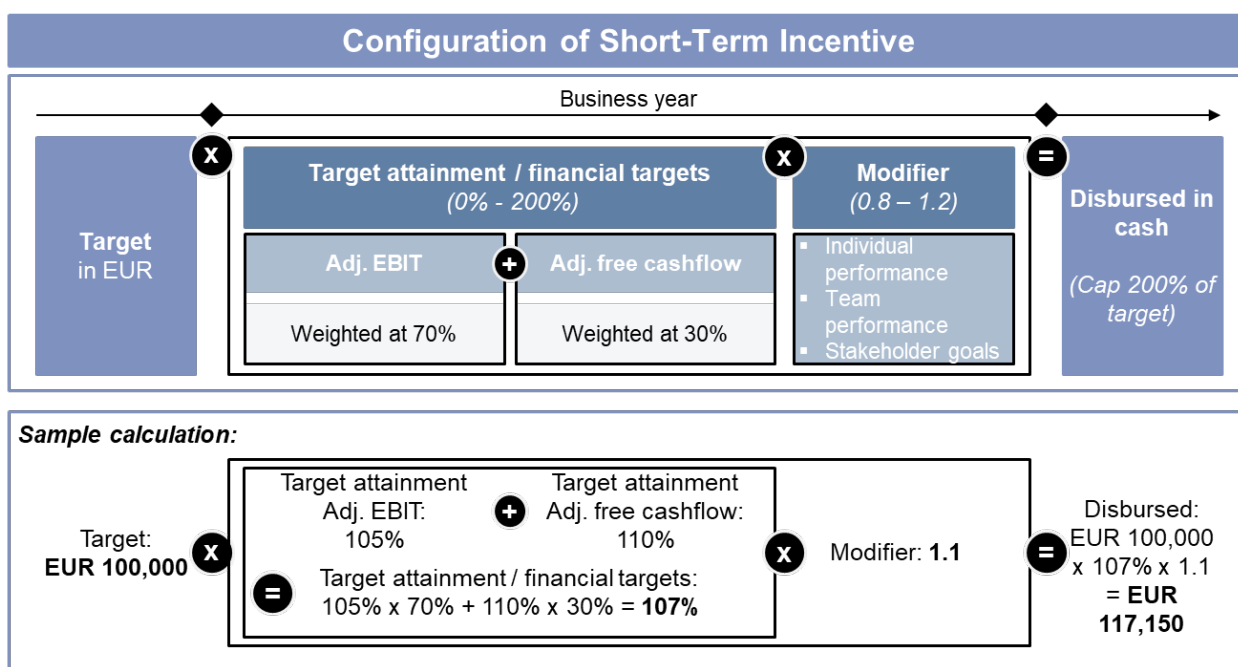 Configuration of Short-Term Incentive
Business year
Target
in EUR
x
Target attainment / financial targets
(0% - 200%)
Adj. EBIT
+
Adj. free cashflow
Weighted at 70%
Weighted at 30%
x
Modifier
(0.8 – 1.2)
▪ Individual
performance
▪ Team
performance
▪ Stakeholder goals
=
Disbursed in
cash
(Cap 200% of
target)
Sample calculation:
Target:
EUR 100,000
x
Target attainment
Adj. EBIT:
105%
+
Target attainment
Adj. free cashflow:
110%
=
Target attainment / financial targets:
105% x 70% + 110% x 30% = 107%
x
Modifier: 1.1
=
Disbursed:
EUR 100,000
x 107% x 1.1
= EUR
117,150